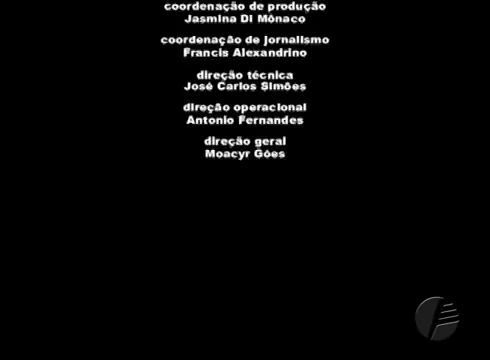 coordenação de produção
Jasmina Di Mônaco
coordenação de jornalismo
Francis Alexandrino
direção técnica
José Carlos Simões
direção operacional
Antonio Fernandes
direção geral
Moacyr Góes